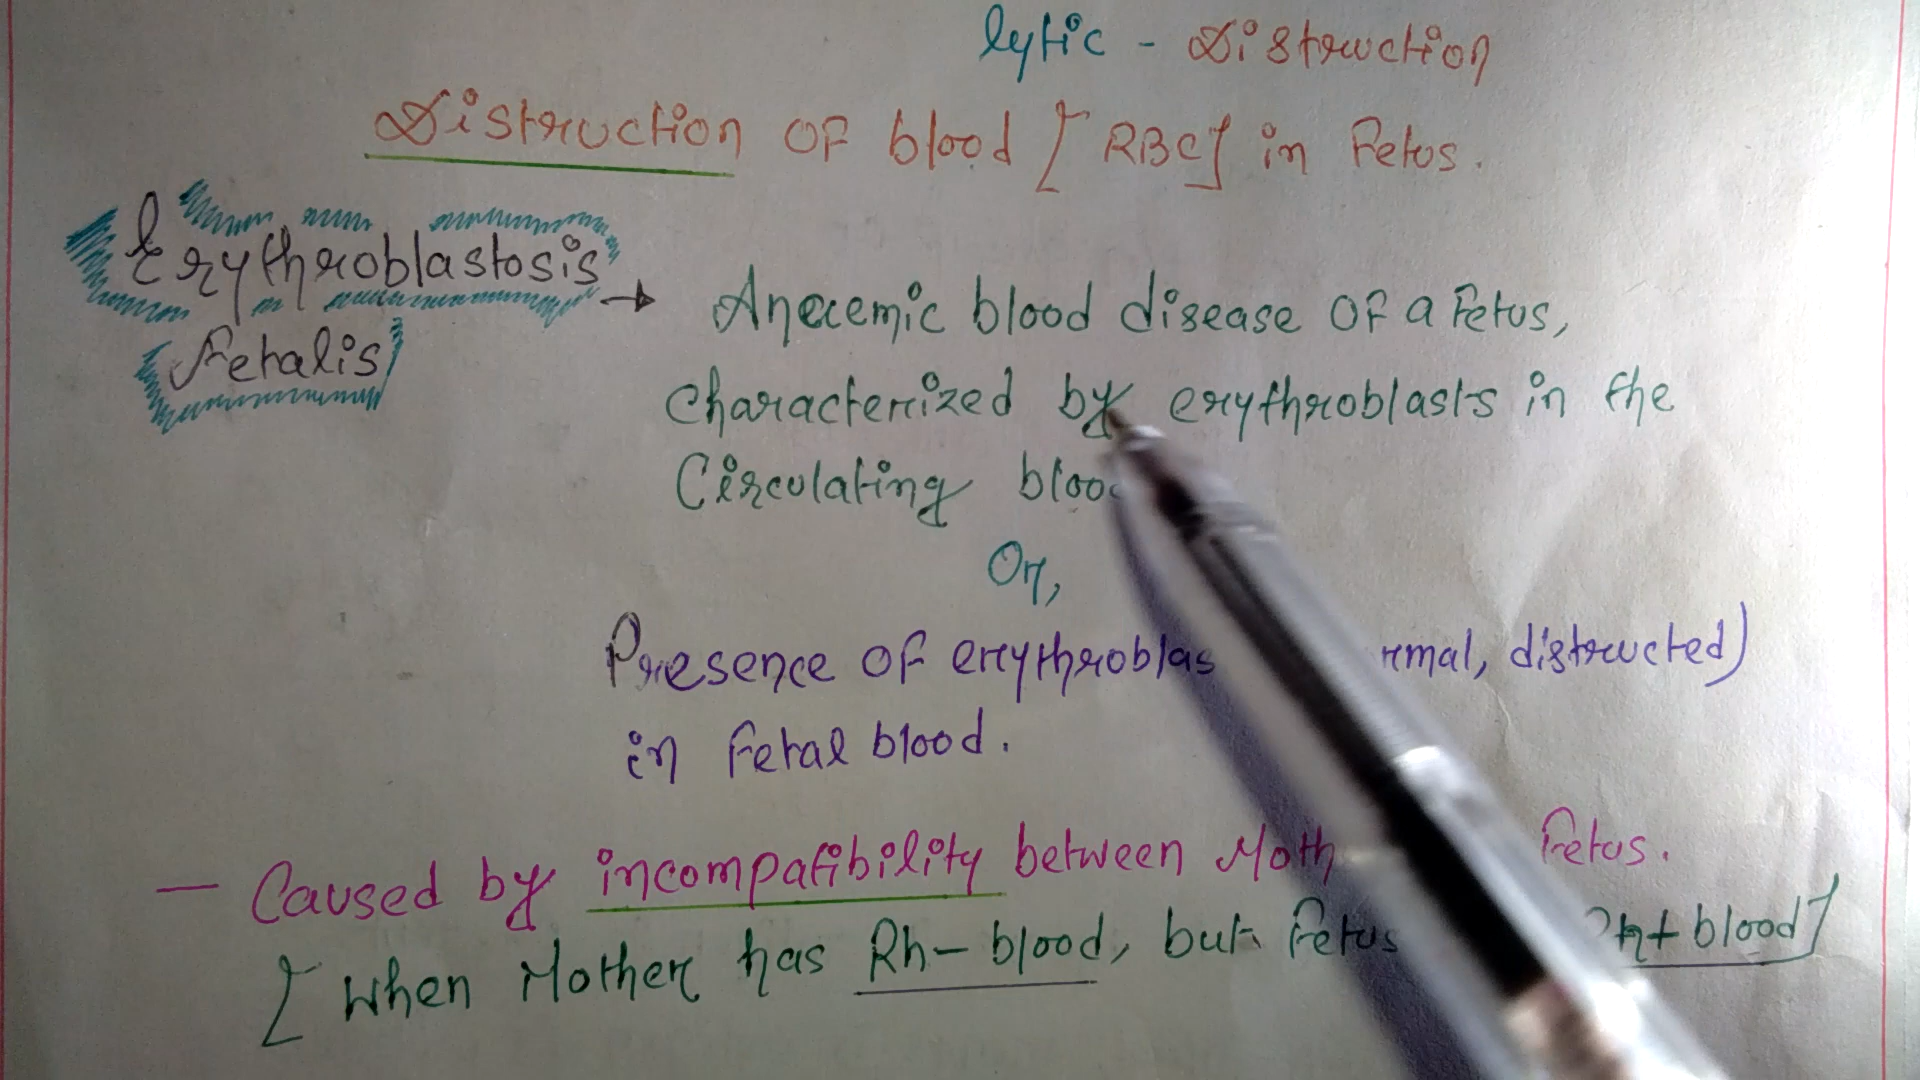 lytic - Distruction
Distruction OF blood [RBC] in Fetus.
Erythroblastosis
Fetalis
→ Anaemic blood disease OF a Fetus,
characterized by erythroblasts in the
Circulating blood
Or,
Presence OF erythroblas rmal, distructed)
in Fetal blood.
— Caused by incompatibility between Moth Fetus.
[When Mother has Rh- blood, but Fetus Rh+ blood]